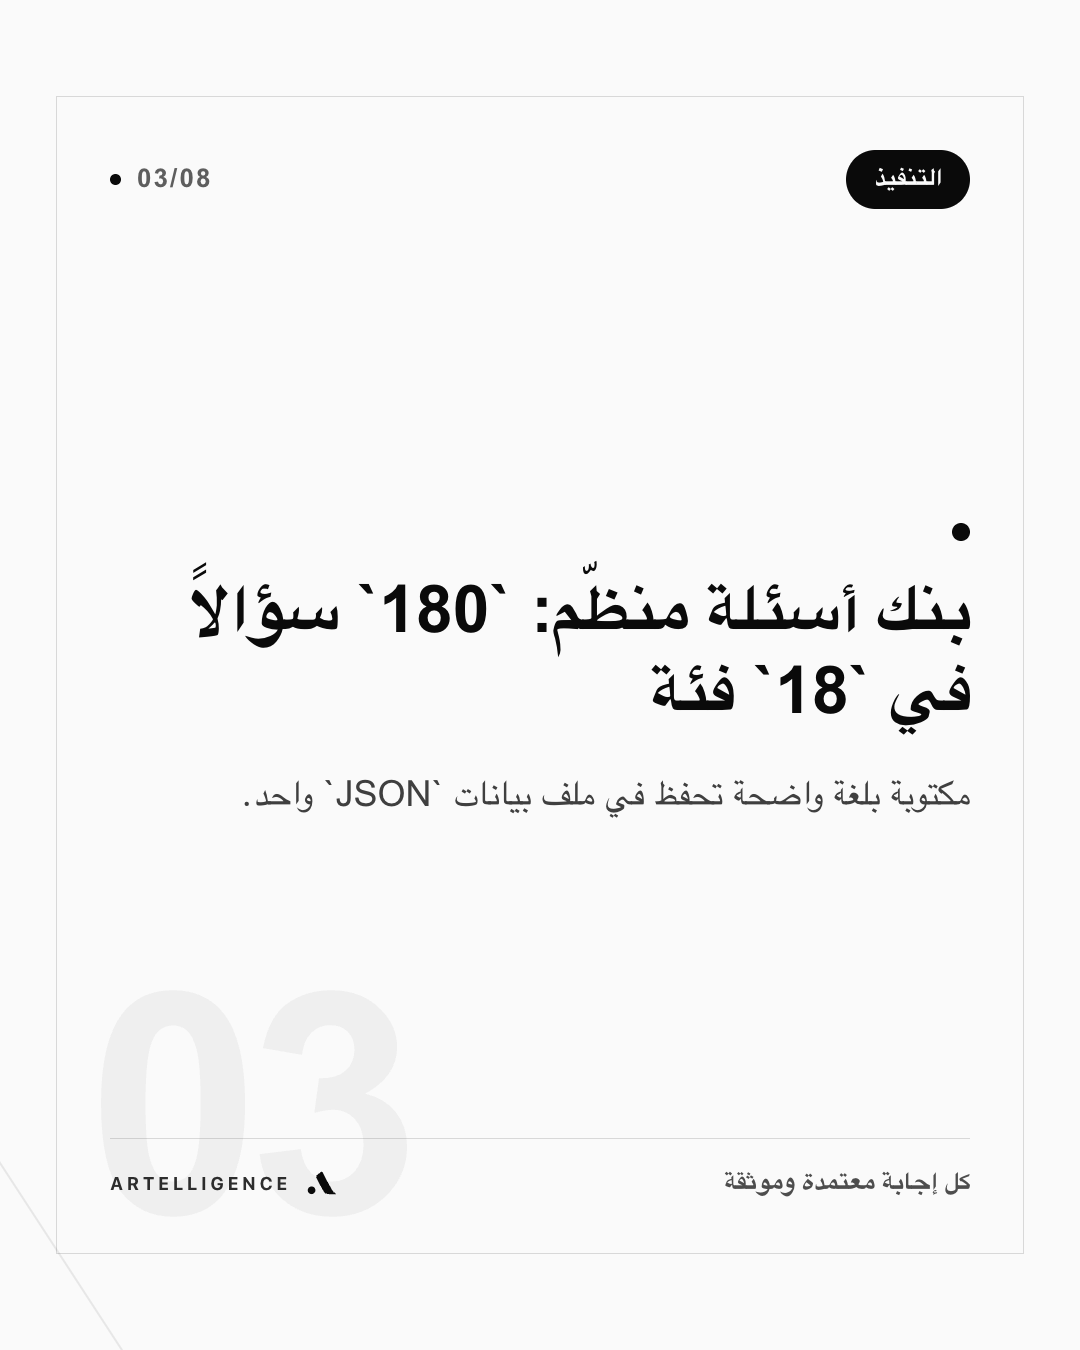 التنفيذ
03/08
بنك أسئلة منظّم: `180` سؤالاً
في `18` فئة
مكتوبة بلغة واضحة تحفظ في ملف بيانات `JSON` واحد.
03
كل إجابة معتمدة وموثقة
ARTELLIGENCE